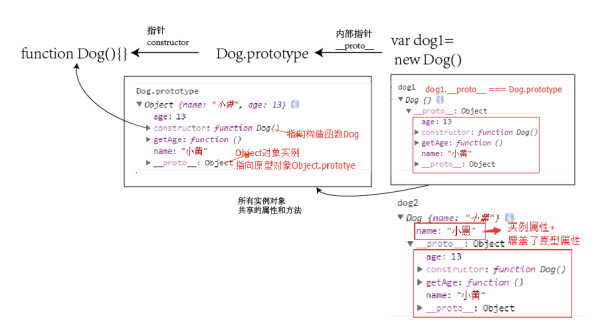 指针
constructor
内部指针
__proto__
function Dog(){}
Dog.prototype
var dog1=
new Dog()
Dog.prototype
▼Object {name: "小黄", age: 13}
age: 13
▶constructor: function Dog()
指向构造函数Dog
▶getAge: function ()
name: "小黄"
Object对象实例
▶__proto__: Object
指向原型对象Object.prototye
dog1
dog1.__proto__ === Dog.prototype
▼Dog {}
▼__proto__: Object
age: 13
▶constructor: function Dog()
▶getAge: function ()
name: "小黄"
▶__proto__: Object
所有实例对象
共享的属性和方法
dog2
▼Dog {name: "小黑"}
name: "小黑"
实例属性,
覆盖了原型属性
▼__proto__: Object
age: 13
▶constructor: function Dog()
▶getAge: function ()
name: "小黄"
▶__proto__: Object